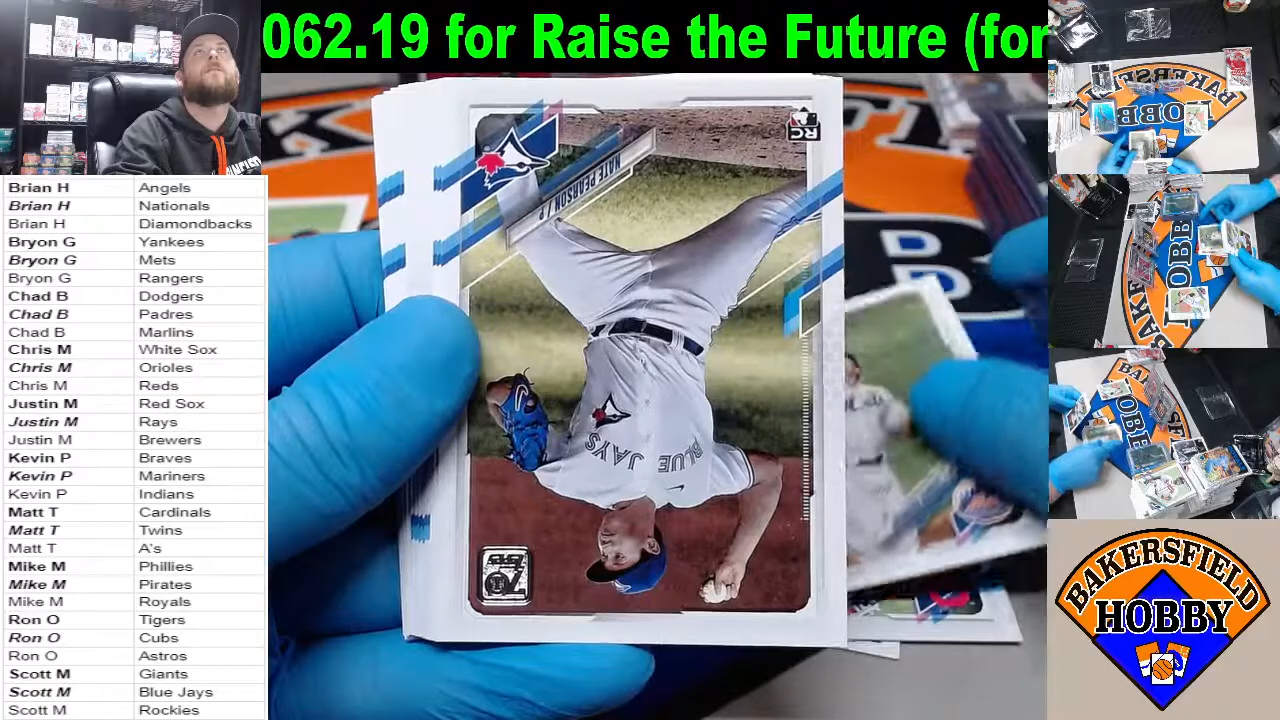 062.19 for Raise the Future (for
Brian H Angels
Brian H Nationals
Brian H Diamondbacks
Bryon G Yankees
Bryon G Mets
Bryon G Rangers
Chad B Dodgers
Chad B Padres
Chad B Marlins
Chris M White Sox
Chris M Orioles
Chris M Reds
Justin M Red Sox
Justin M Rays
Justin M Brewers
Kevin P Braves
Kevin P Mariners
Kevin P Indians
Matt T Cardinals
Matt T Twins
Matt T A's
Mike M Phillies
Mike M Pirates
Mike M Royals
Ron O Tigers
Ron O Cubs
Ron O Astros
Scott M Giants
Scott M Blue Jays
Scott M Rockies
RC
NATE PEARSON / P
BLUE JAYS
70
BAKERSFIELD
HOBBY